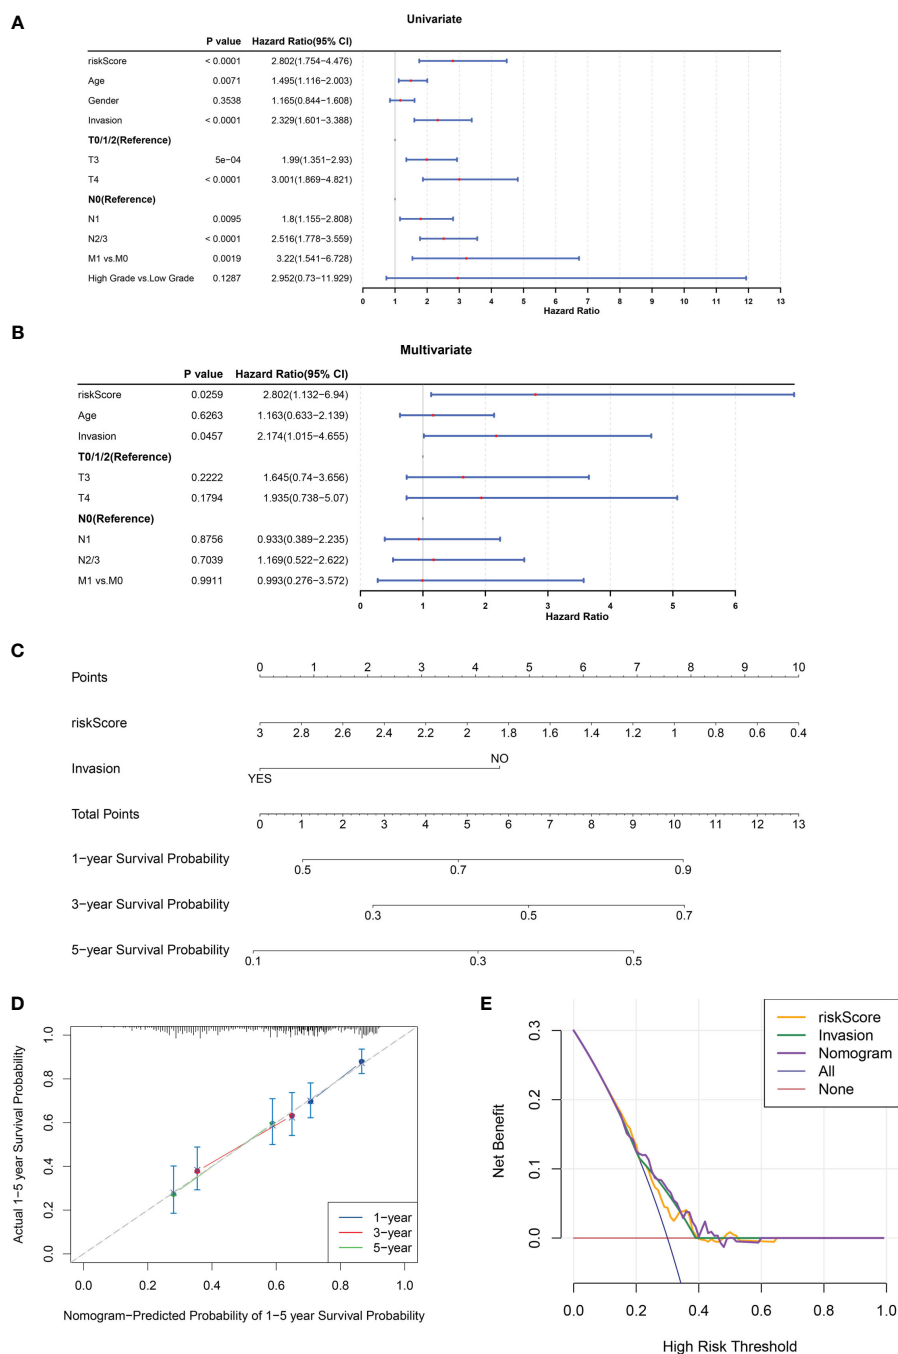 A
Univariate
P value Hazard Ratio(95% CI)
riskScore < 0.0001 2.802(1.754−4.476)
Age 0.0071 1.495(1.116−2.003)
Gender 0.3538 1.165(0.844−1.608)
Invasion < 0.0001 2.329(1.601−3.388)
T0/1/2(Reference)
T3 5e−04 1.99(1.351−2.93)
T4 < 0.0001 3.001(1.869−4.821)
N0(Reference)
N1 0.0095 1.8(1.155−2.808)
N2/3 < 0.0001 2.516(1.778−3.559)
M1 vs.M0 0.0019 3.22(1.541−6.728)
High Grade vs.Low Grade 0.1287 2.952(0.73−11.929)
0 1 2 3 4 5 6 7 8 9 10 11 12 13
Hazard Ratio
B
Multivariate
P value Hazard Ratio(95% CI)
riskScore 0.0259 2.802(1.132−6.94)
Age 0.6263 1.163(0.633−2.139)
Invasion 0.0457 2.174(1.015−4.655)
T0/1/2(Reference)
T3 0.2222 1.645(0.74−3.656)
T4 0.1794 1.935(0.738−5.07)
N0(Reference)
N1 0.8756 0.933(0.389−2.235)
N2/3 0.7039 1.169(0.522−2.622)
M1 vs.M0 0.9911 0.993(0.276−3.572)
0 1 2 3 4 5 6
Hazard Ratio
C
Points 0 1 2 3 4 5 6 7 8 9 10
riskScore 3 2.8 2.6 2.4 2.2 2 1.8 1.6 1.4 1.2 1 0.8 0.6 0.4
Invasion YES NO
Total Points 0 1 2 3 4 5 6 7 8 9 10 11 12 13
1−year Survival Probability 0.5 0.7 0.9
3−year Survival Probability 0.3 0.5 0.7
5−year Survival Probability 0.1 0.3 0.5
D
Actual 1−5 year Survival Probability
1.0
0.8
0.6
0.4
0.2
0.0
1−year
3−year
5−year
0.0 0.2 0.4 0.6 0.8 1.0
Nomogram−Predicted Probability of 1−5 year Survival Probability
E
Net Benefit
0.3
0.2
0.1
0.0
riskScore
Invasion
Nomogram
All
None
0.0 0.2 0.4 0.6 0.8 1.0
High Risk Threshold